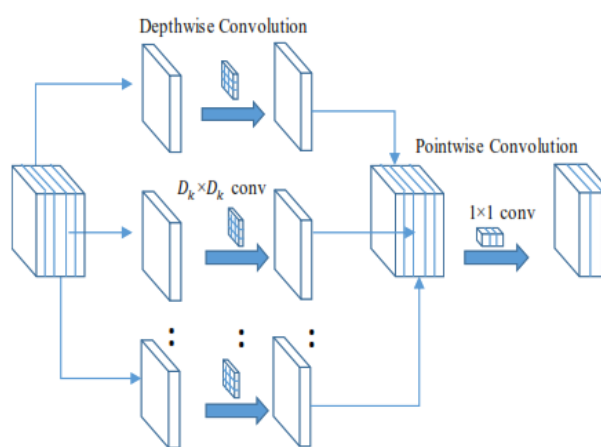 Depthwise Convolution
Pointwise Convolution
D_k×D_k conv
1×1 conv